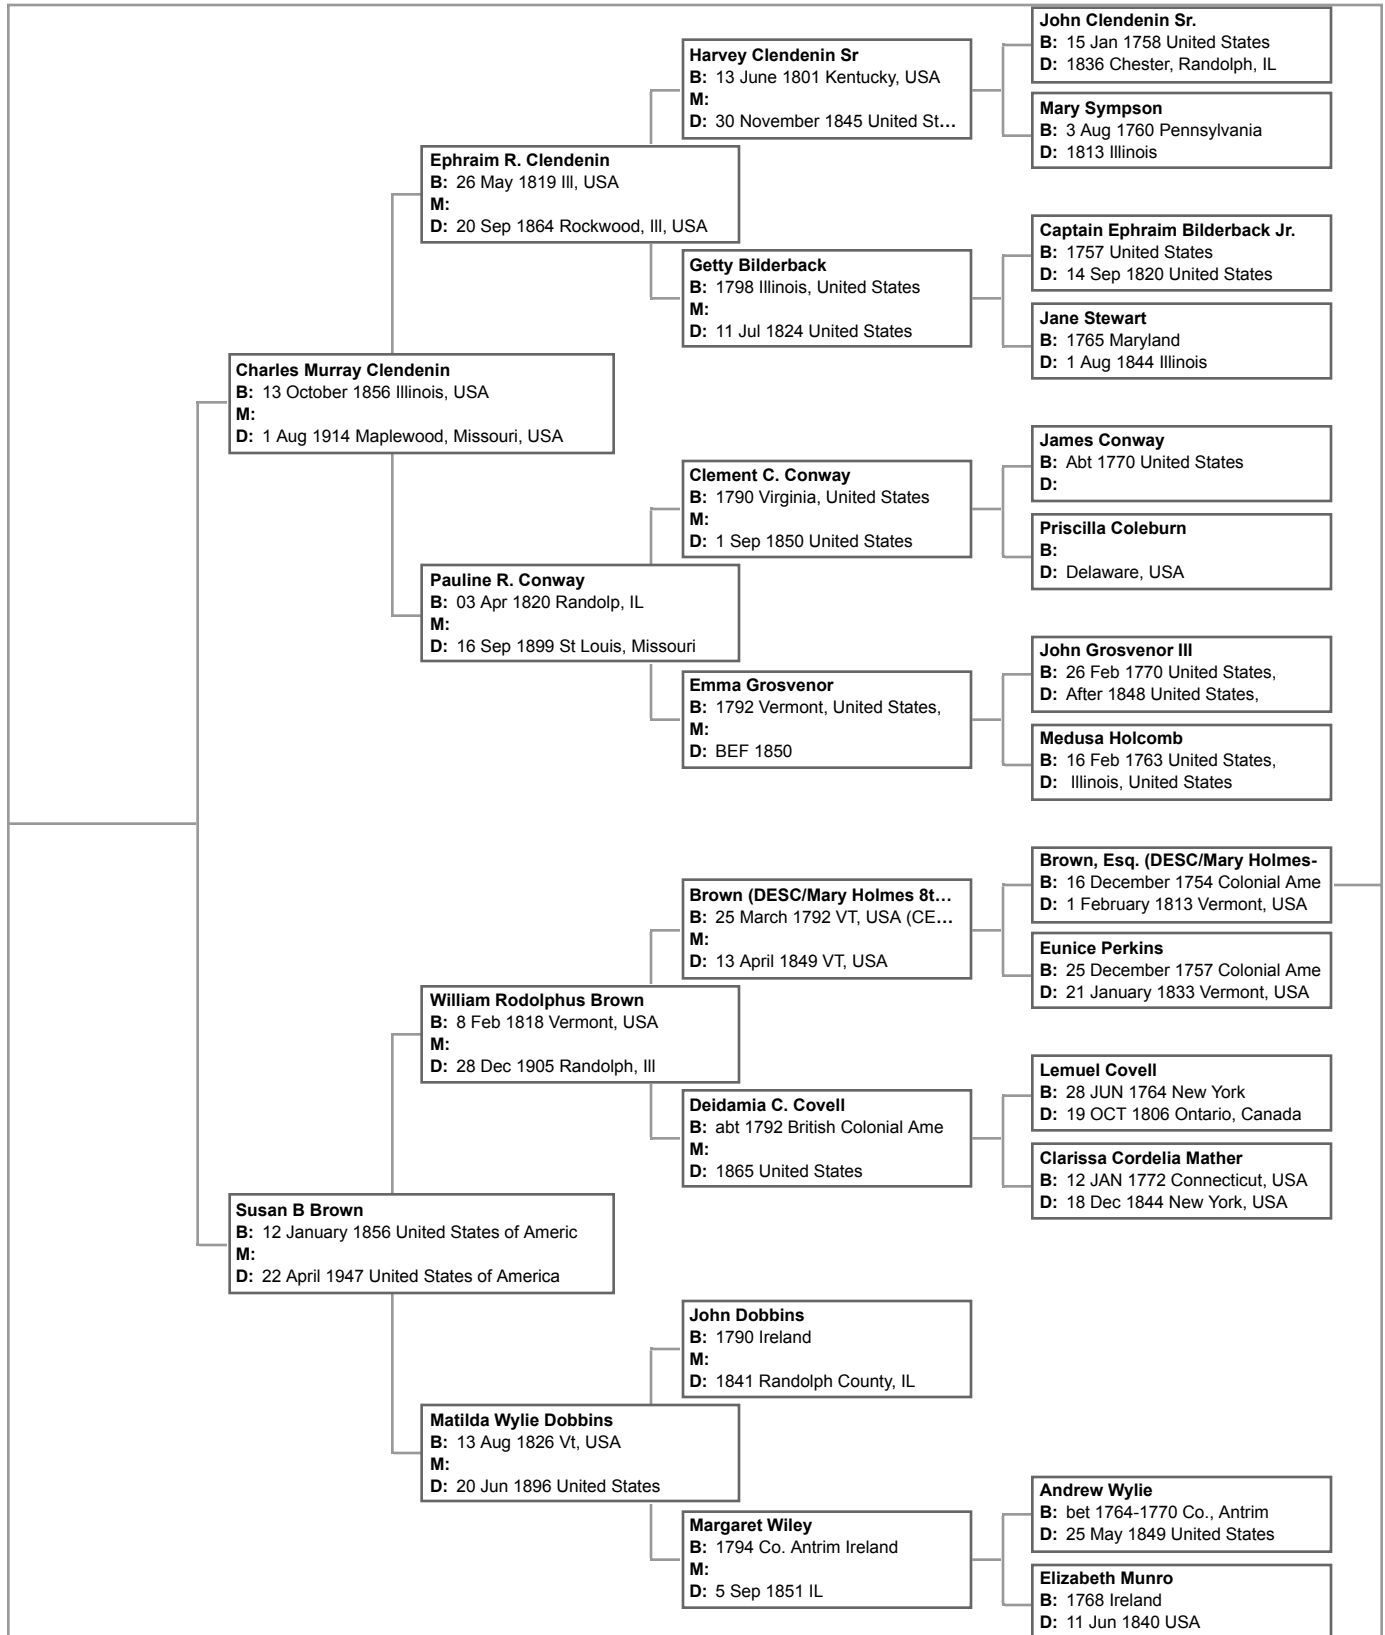 John Clendenin Sr.
B: 15 Jan 1758 United States
D: 1836 Chester, Randolph, IL
Harvey Clendenin Sr
B: 13 June 1801 Kentucky, USA
M:
D: 30 November 1845 United St...
Mary Sympson
B: 3 Aug 1760 Pennsylvania
D: 1813 Illinois
Ephraim R. Clendenin
B: 26 May 1819 Ill, USA
M:
D: 20 Sep 1864 Rockwood, Ill, USA
Captain Ephraim Bilderback Jr.
B: 1757 United States
D: 14 Sep 1820 United States
Getty Bilderback
B: 1798 Illinois, United States
M:
D: 11 Jul 1824 United States
Jane Stewart
B: 1765 Maryland
D: 1 Aug 1844 Illinois
Charles Murray Clendenin
B: 13 October 1856 Illinois, USA
M:
D: 1 Aug 1914 Maplewood, Missouri, USA
James Conway
B: Abt 1770 United States
D:
Clement C. Conway
B: 1790 Virginia, United States
M:
D: 1 Sep 1850 United States
Priscilla Coleburn
B:
D: Delaware, USA
Pauline R. Conway
B: 03 Apr 1820 Randolp, IL
M:
D: 16 Sep 1899 St Louis, Missouri
John Grosvenor III
B: 26 Feb 1770 United States,
D: After 1848 United States,
Emma Grosvenor
B: 1792 Vermont, United States,
M:
D: BEF 1850
Medusa Holcomb
B: 16 Feb 1763 United States,
D: Illinois, United States
Brown, Esq. (DESC/Mary Holmes-
B: 16 December 1754 Colonial Ame
D: 1 February 1813 Vermont, USA
Brown (DESC/Mary Holmes 8t...
B: 25 March 1792 VT, USA (CE...
M:
D: 13 April 1849 VT, USA
Eunice Perkins
B: 25 December 1757 Colonial Ame
D: 21 January 1833 Vermont, USA
William Rodolphus Brown
B: 8 Feb 1818 Vermont, USA
M:
D: 28 Dec 1905 Randolph, Ill
Lemuel Covell
B: 28 JUN 1764 New York
D: 19 OCT 1806 Ontario, Canada
Deidamia C. Covell
B: abt 1792 British Colonial Ame
M:
D: 1865 United States
Clarissa Cordelia Mather
B: 12 JAN 1772 Connecticut, USA
D: 18 Dec 1844 New York, USA
Susan B Brown
B: 12 January 1856 United States of Americ
M:
D: 22 April 1947 United States of America
John Dobbins
B: 1790 Ireland
M:
D: 1841 Randolph County, IL
Matilda Wylie Dobbins
B: 13 Aug 1826 Vt, USA
M:
D: 20 Jun 1896 United States
Andrew Wylie
B: bet 1764-1770 Co., Antrim
D: 25 May 1849 United States
Margaret Wiley
B: 1794 Co. Antrim Ireland
M:
D: 5 Sep 1851 IL
Elizabeth Munro
B: 1768 Ireland
D: 11 Jun 1840 USA